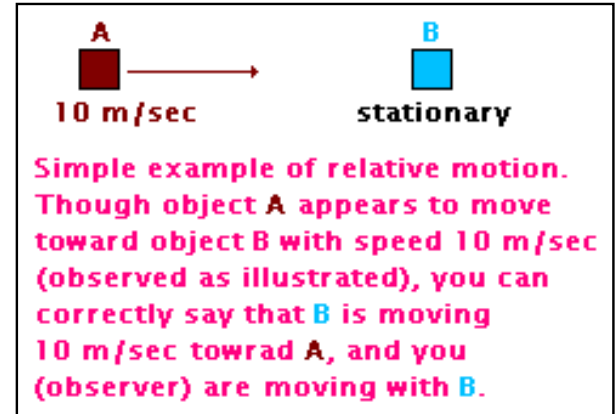 A B
10 m/sec stationary
Simple example of relative motion.
Though object A appears to move
toward object B with speed 10 m/sec
(observed as illustrated), you can
correctly say that B is moving
10 m/sec towrad A, and you
(observer) are moving with B.